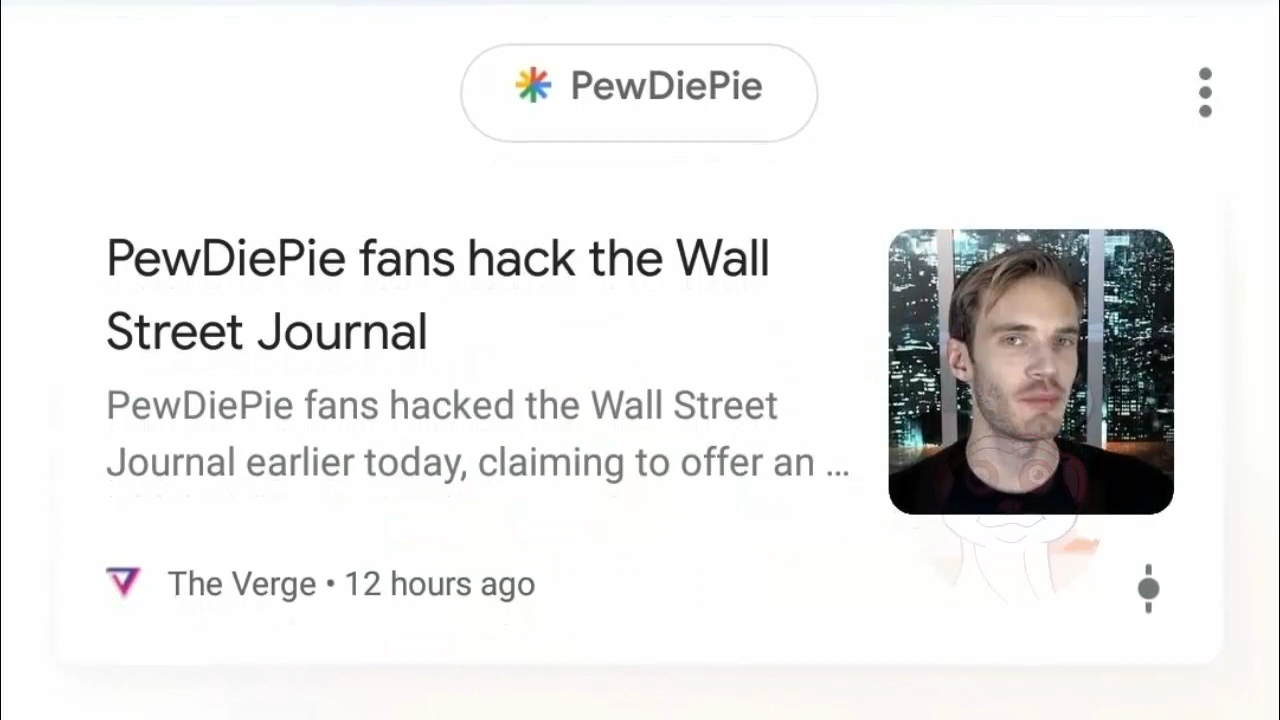 PewDiePie
PewDiePie fans hack the Wall
Street Journal
PewDiePie fans hacked the Wall Street
Journal earlier today, claiming to offer an ...
The Verge • 12 hours ago